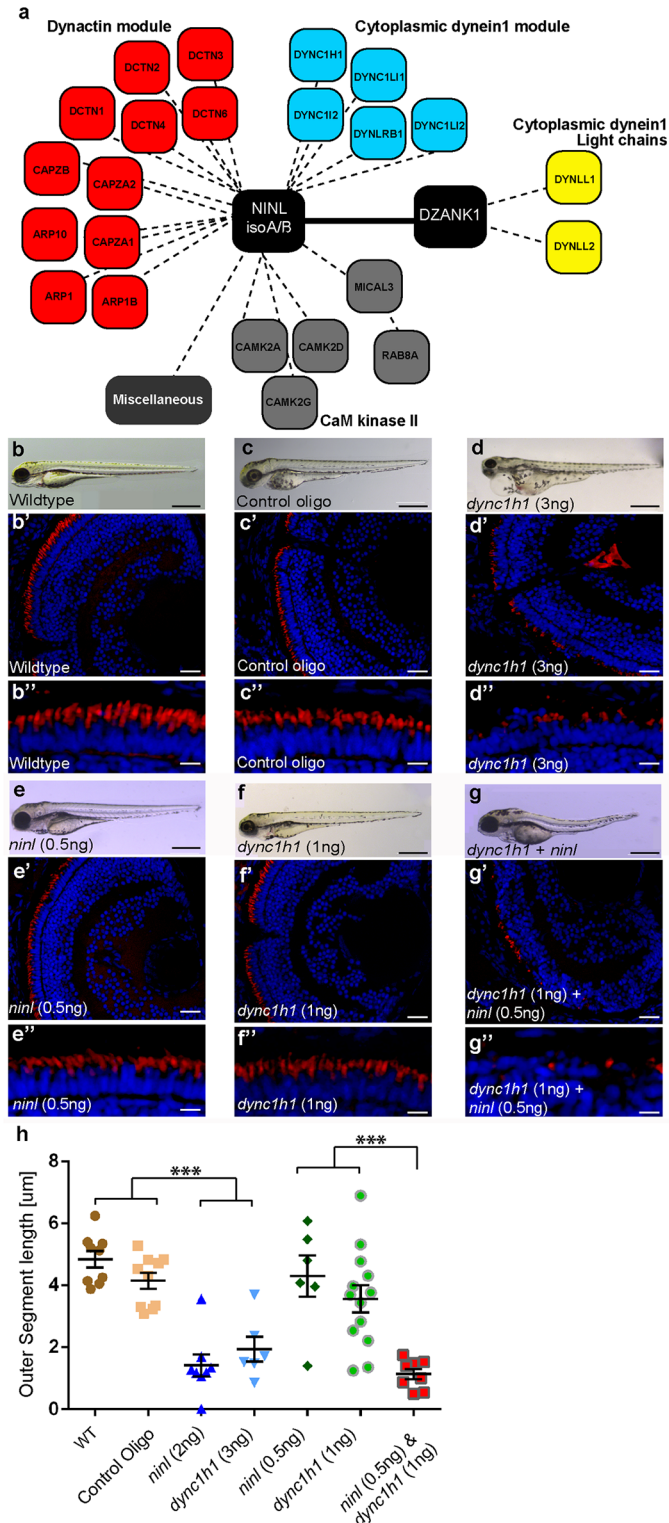 a
Dynactin module
Cytoplasmic dynein1 module
DCTN3
DCTN2
DYNC1H1
DYNC1LI1
DCTN1
DCTN4
DCTN6
DYNC1I2
DYNLRB1
DYNC1LI2
Cytoplasmic dynein1
Light chains
CAPZB
CAPZA2
DYNLL1
NINL
isoA/B
DZANK1
ARP10
CAPZA1
DYNLL2
ARP1
ARP1B
MICAL3
CAMK2A
CAMK2D
RAB8A
Miscellaneous
CAMK2G
CaM kinase II
b
Wildtype
c
Control oligo
d
dync1h1 (3ng)
b'
Wildtype
c'
Control oligo
d'
dync1h1 (3ng)
b''
Wildtype
c''
Control oligo
d''
dync1h1 (3ng)
e
ninl (0.5ng)
f
dync1h1 (1ng)
g
dync1h1 + ninl
e'
ninl (0.5ng)
f'
dync1h1 (1ng)
g'
dync1h1 (1ng) +
ninl (0.5ng)
e''
ninl (0.5ng)
f''
dync1h1 (1ng)
g''
dync1h1 (1ng) +
ninl (0.5ng)
h
Outer Segment length [um]
8
6
4
2
0
***
***
WT
Control Oligo
ninl (2ng)
dync1h1 (3ng)
ninl (0.5ng)
dync1h1 (1ng)
ninl (0.5ng) &
dync1h1 (1ng)